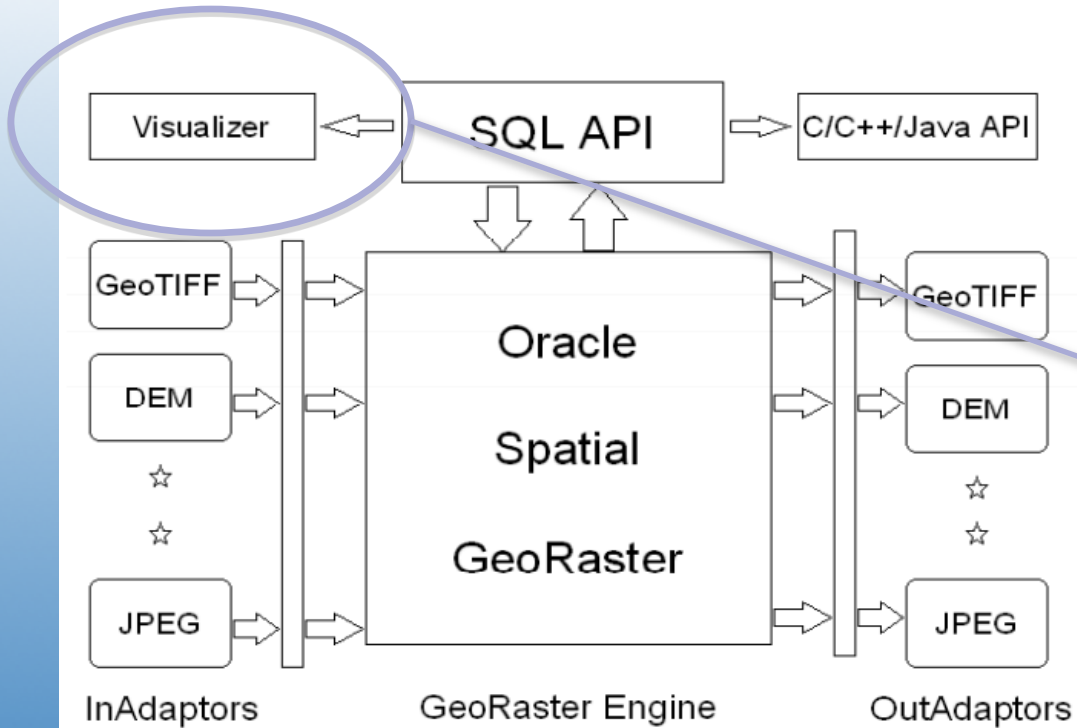 Visualizer
SQL API
C/C++/Java API
GeoTIFF
DEM
JPEG
InAdaptors
Oracle
Spatial
GeoRaster
GeoRaster Engine
GeoTIFF
DEM
JPEG
OutAdaptors